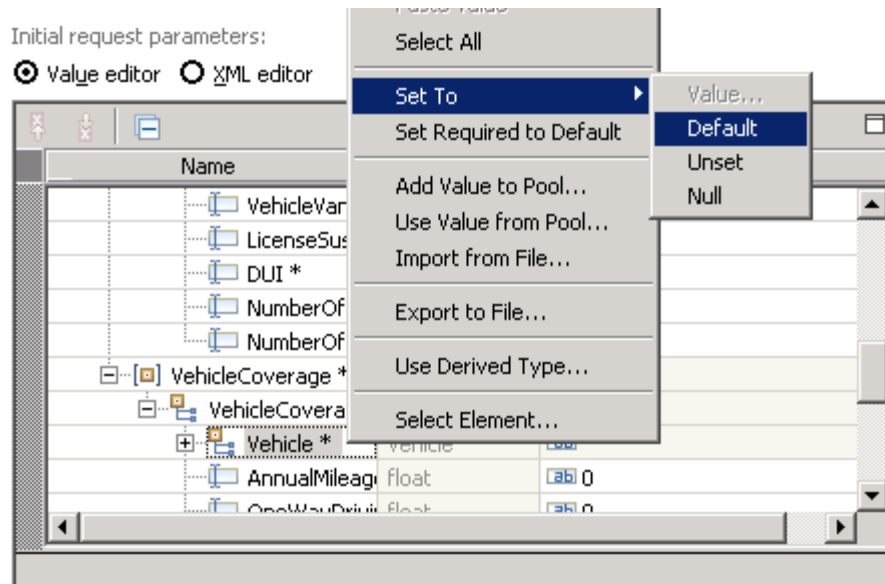 Initial request parameters:
Value editor
XML editor
Select All
Set To
Set Required to Default
Add Value to Pool...
Use Value from Pool...
Import from File...
Export to File...
Use Derived Type...
Select Element...
Value...
Default
Unset
Null
Name
VehicleVar
LicenseSus
DUI *
NumberOf
NumberOf
VehicleCoverage *
VehicleCovera
Vehicle *
Vehicle
AnnualMileag float 0
OneWayDrivin float 0